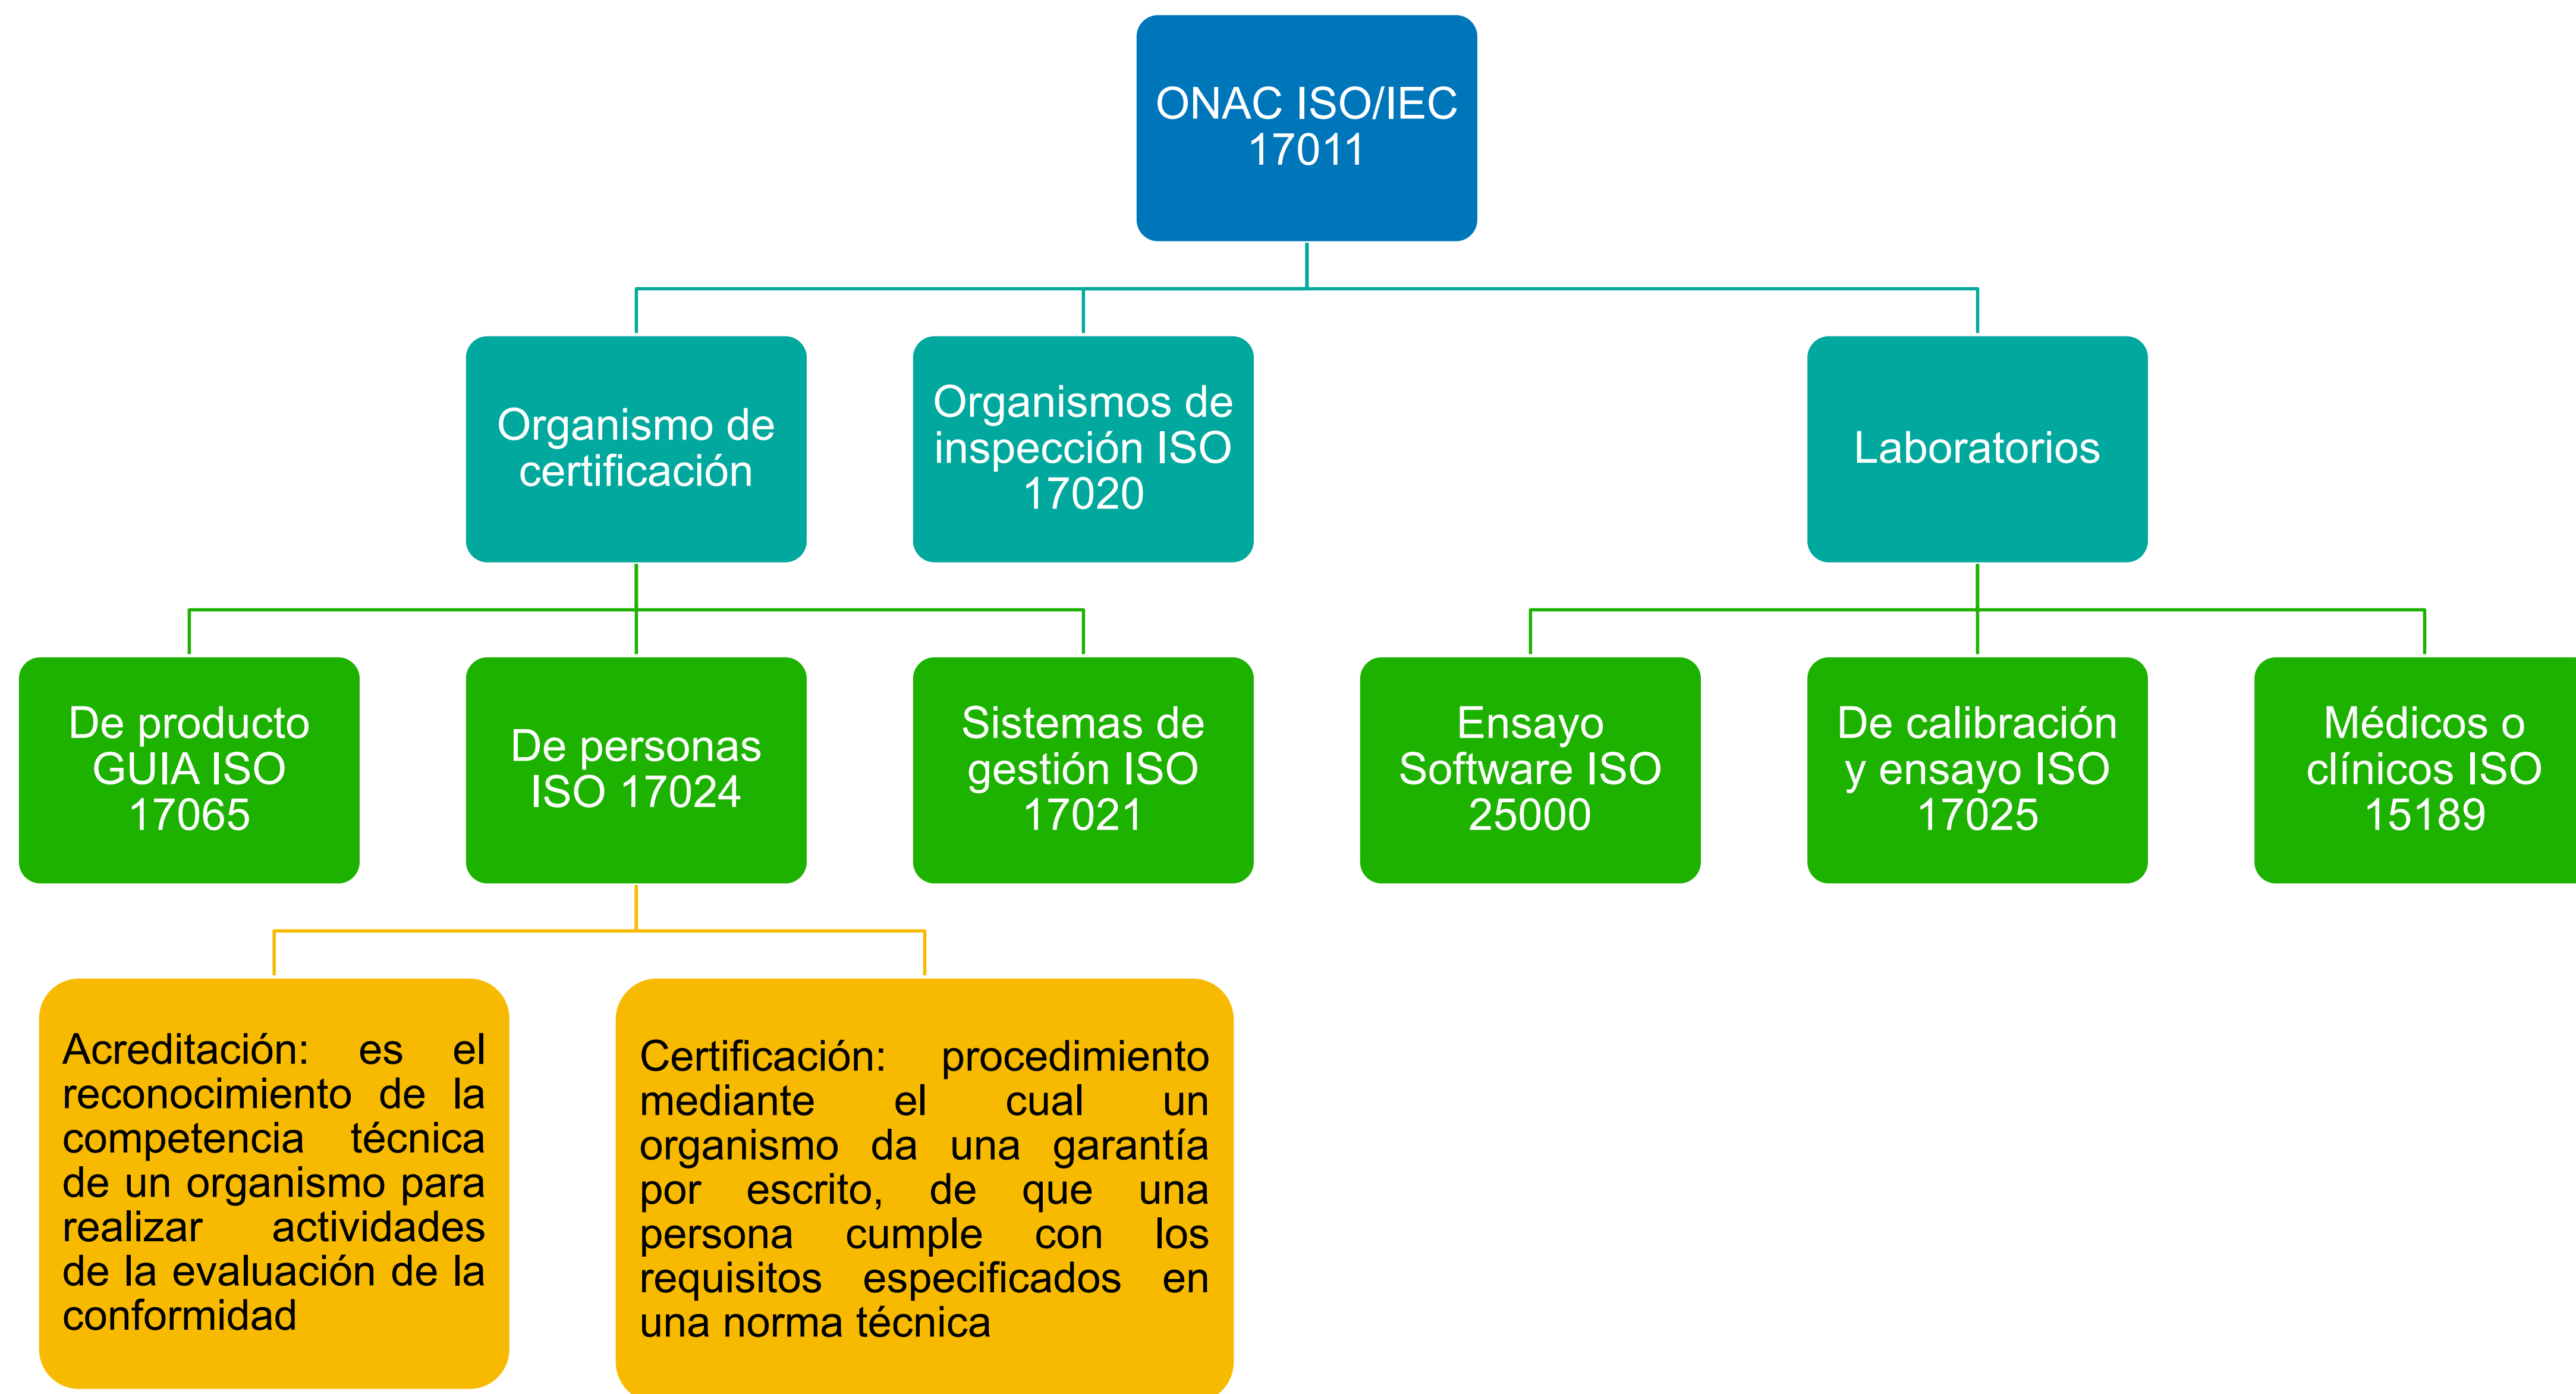 ONAC ISO/IEC
17011
Organismo de
certificación
Organismos de
inspección ISO
17020
Laboratorios
De producto
GUIA ISO
17065
De personas
ISO 17024
Sistemas de
gestión ISO
17021
Ensayo
Software ISO
25000
De calibración
y ensayo ISO
17025
Médicos o
clínicos ISO
15189
Acreditación: es el
reconocimiento de la
competencia técnica
de un organismo para
realizar actividades
de la evaluación de la
conformidad
Certificación: procedimiento
mediante el cual un
organismo da una garantía
por escrito, de que una
persona cumple con los
requisitos especificados en
una norma técnica